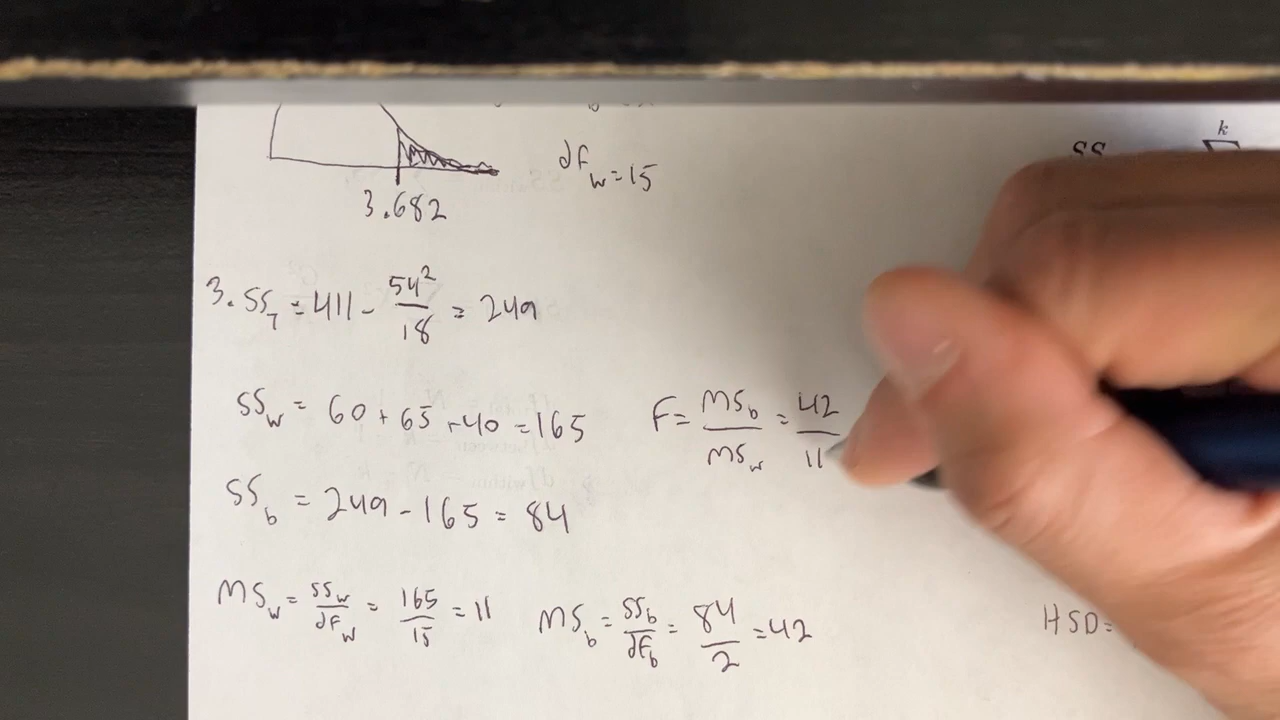 dF_w = 15
3.682
3. SS_T = 411 - 54²/18 = 249
SS_w = 60 + 65 + 40 = 165
F = MS_b/MS_w = 42/11
SS_b = 249 - 165 = 84
MS_w = SS_w/dF_w = 165/15 = 11
MS_b = SS_b/dF_b = 84/2 = 42
SS
k
HSD=